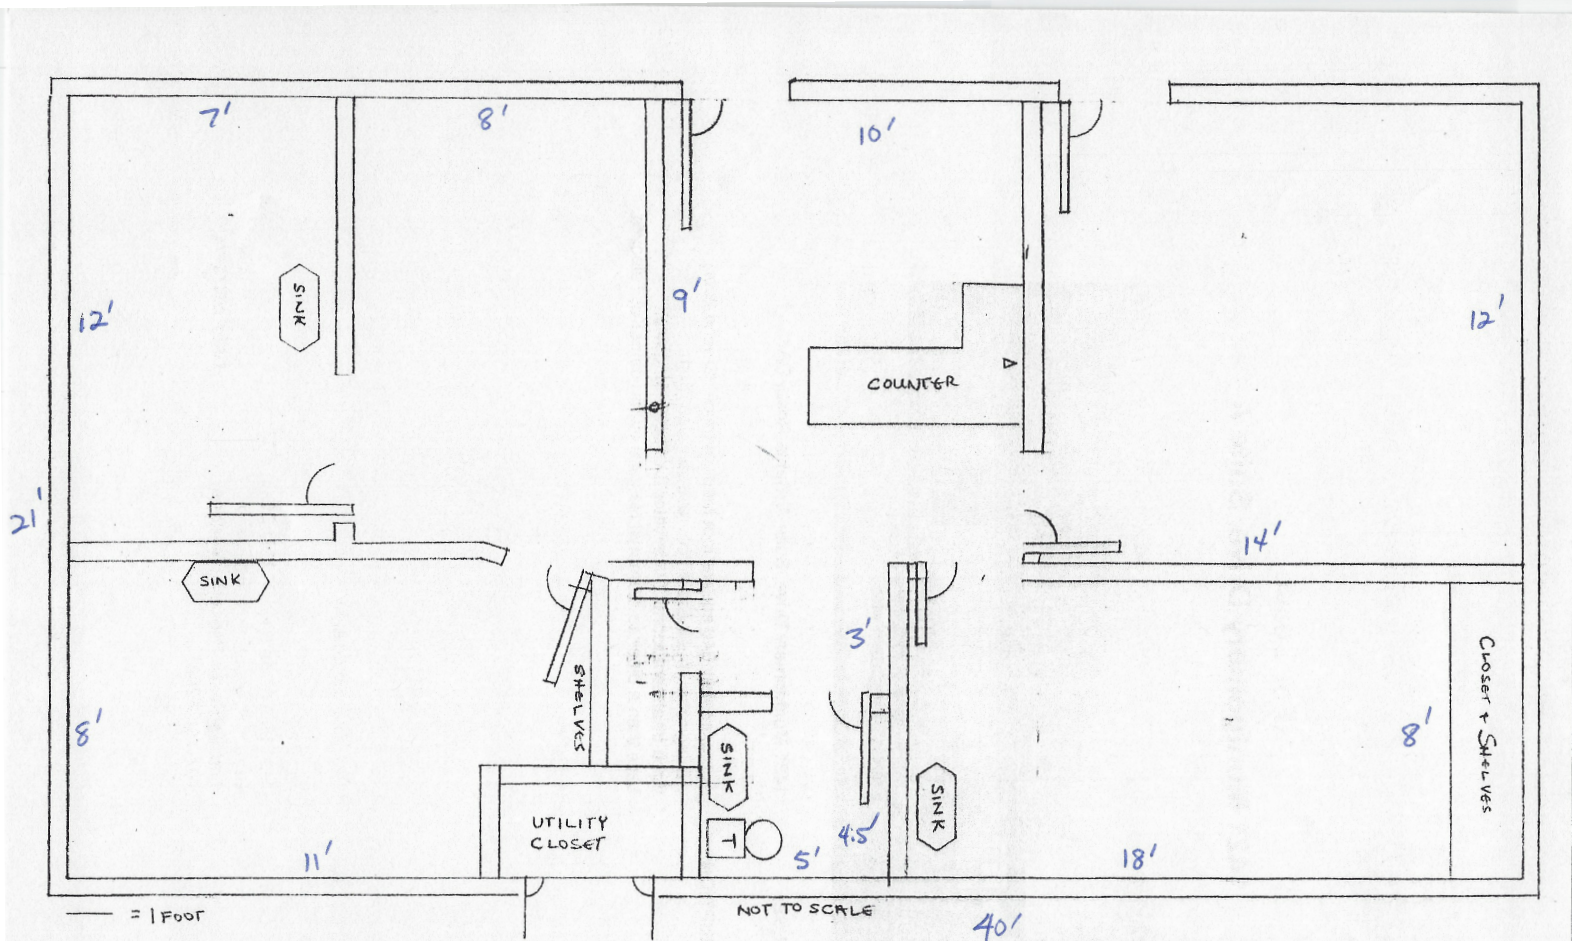 7'
8'
10'
SINK
12'
9'
12'
COUNTER
21'
14'
SINK
3'
SHELVES
CLOSET + SHELVES
8'
8'
SINK
SINK
UTILITY
CLOSET
T
4.5'
11'
5'
18'
= 1 FOOT
NOT TO SCALE
40'